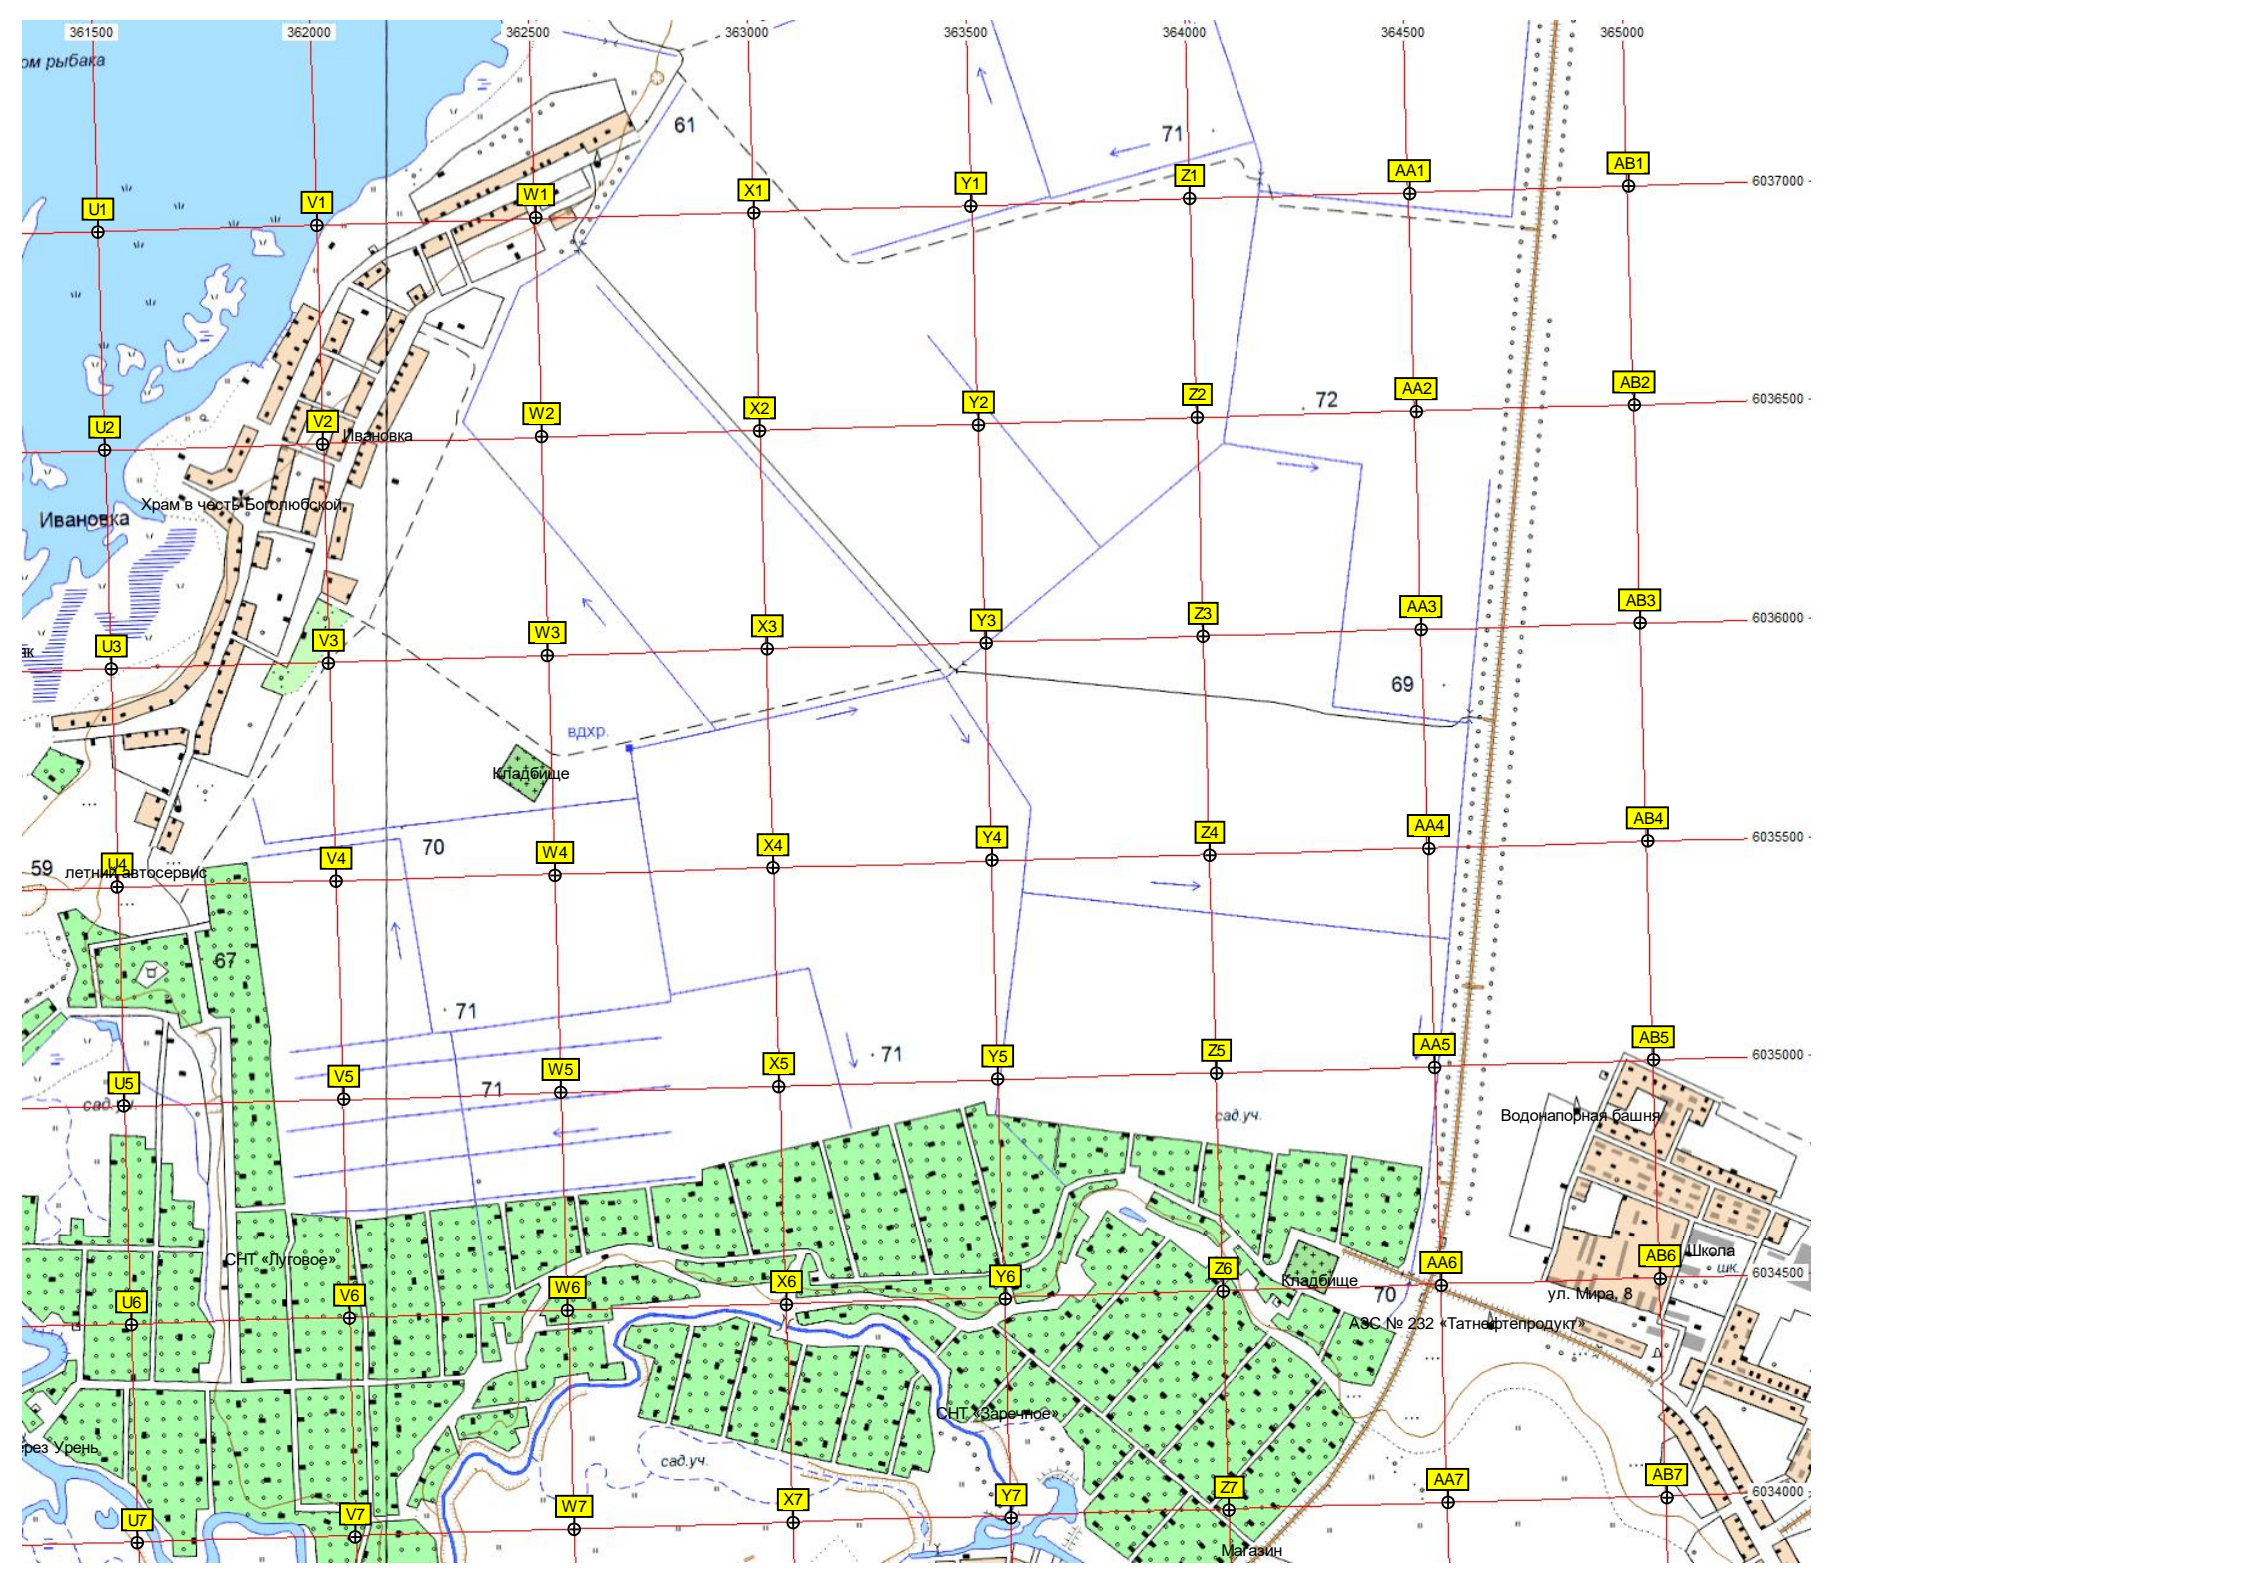 361500 362000 362500 363000 363500 364000 364500 365000
ом рыбака
61
71
AB1
6037000
AA1
Z1
Y1
X1
W1
V1
U1
AB2
AA2
72
6036500
Z2
Y2
X2
W2
V2
U2
Ивановка
Храм в честь Боголюбской
Ивановка
AB3
AA3
6036000
Z3
Y3
X3
W3
V3
U3
як
69
вдхр.
Кладбище
AB4
AA4
6035500
Z4
Y4
X4
W4
V4
U4
70
59
летний автосервис
67
71
AB5
AA5
6035000
Z5
Y5
71
X5
W5
V5
U5
71
сад.уч.
сад.уч.
Водонапорная башня
Школа
AB6
AA6
шк.
6034500
СНТ «Луговое»
Z6
Y6
X6
W6
V6
U6
Кладбище
70
ул. Мира, 8
АЗС № 232 «Татнефтепродукт»
СНТ «Заречное»
рез Урень
сад.уч.
AB7
AA7
6034000
Z7
Y7
X7
W7
V7
U7
Магазин